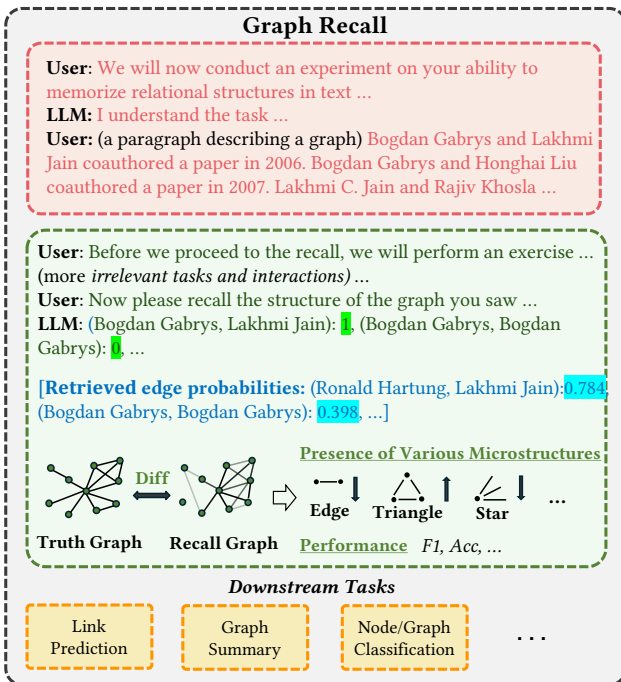 Graph Recall
User: We will now conduct an experiment on your ability to
memorize relational structures in text ...
LLM: I understand the task ...
User: (a paragraph describing a graph) Bogdan Gabrys and Lakhmi
Jain coauthored a paper in 2006. Bogdan Gabrys and Honghai Liu
coauthored a paper in 2007. Lakhmi C. Jain and Rajiv Khosla ...
User: Before we proceed to the recall, we will perform an exercise ...
(more irrelevant tasks and interactions) ...
User: Now please recall the structure of the graph you saw ...
LLM: (Bogdan Gabrys, Lakhmi Jain): 1, (Bogdan Gabrys, Bogdan
Gabrys): 0, ...
[Retrieved edge probabilities: (Ronald Hartung, Lakhmi Jain):0.784,
(Bogdan Gabrys, Bogdan Gabrys): 0.398, ...]
Presence of Various Microstructures
Diff
Edge Triangle Star ...
Truth Graph Recall Graph
Performance F1, Acc, ...
Downstream Tasks
Link
Prediction
Graph
Summary
Node/Graph
Classification
...